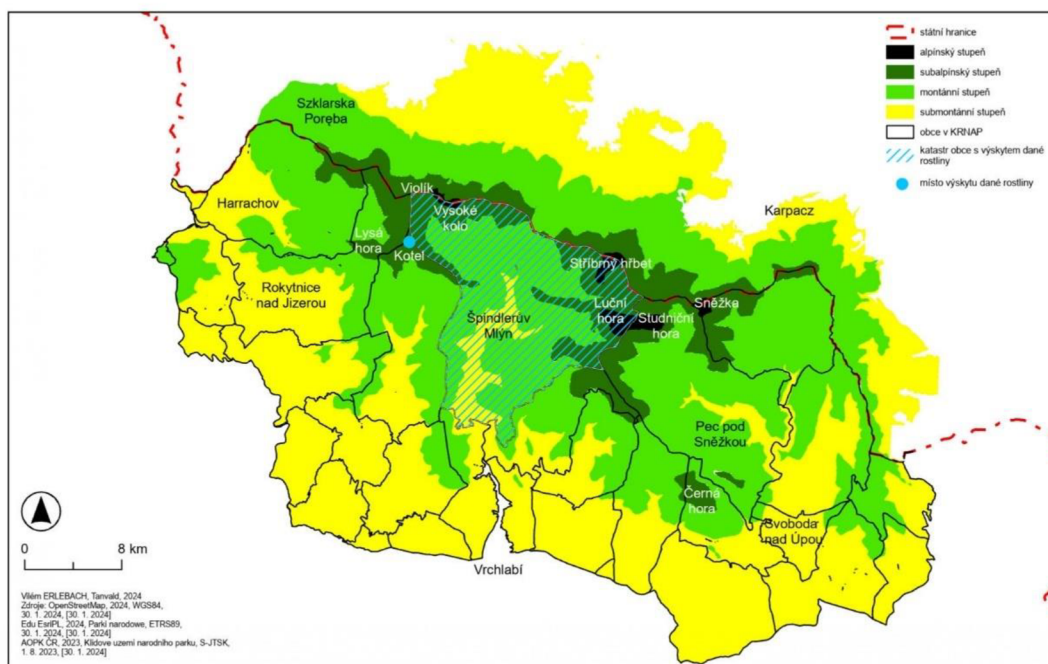 státní hranice
alpínský stupeň
subalpínský stupeň
montánní stupeň
submontánní stupeň
obce v KRNAP
katastr obce s výskytem dané
rostliny
místo výskytu dané rostliny
Szklarska
Poręba
Violík
Vysoké
kolo
Harrachov
Lysá
hora
Kotel
Karpacz
Stříbrný hřbet
Rokytnice
nad Jizerou
Luční
hora
Sněžka
Studniční
hora
Špindlerův
Mlýn
Pec pod
Sněžkou
Černá
hora
Svoboda
nad Úpou
Vrchlabí
0 8 km
Vilém ERLEBACH, Tanvald, 2024
Zdroje: OpenStreetMap, 2024, WGS84,
30. 1. 2024, [30. 1. 2024]
Edu EsriPL, 2024, Parki narodowe, ETRS89,
30. 1. 2024, [30. 1. 2024]
AOPK ČR, 2023, Klidove uzemi narodního parku, S-JTSK,
1. 8. 2023, [30. 1. 2024]